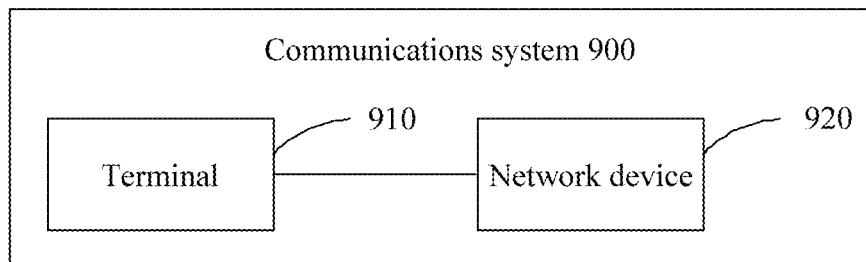 Communications system 900
910
920
Terminal
Network device